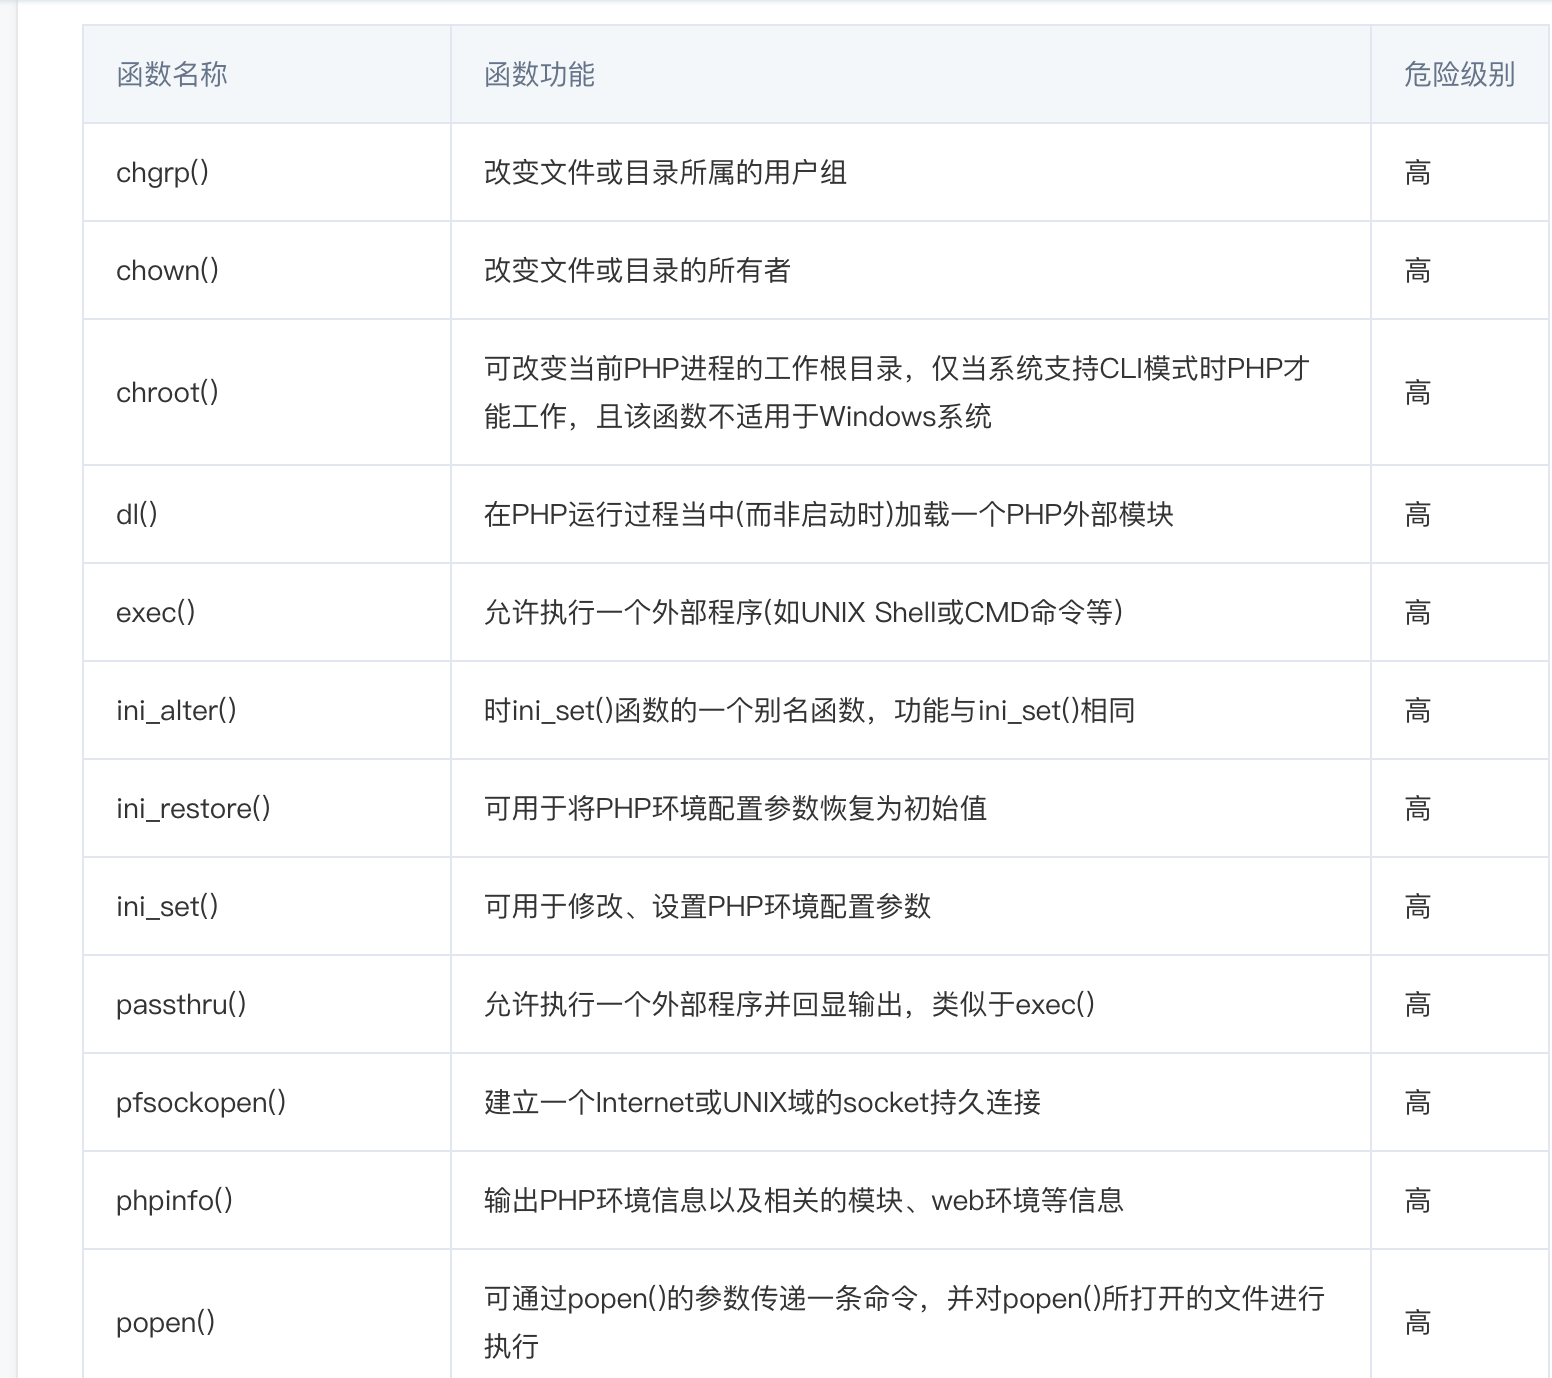 函数名称 函数功能 危险级别
chgrp() 改变文件或目录所属的用户组 高
chown() 改变文件或目录的所有者 高
可改变当前PHP进程的工作根目录，仅当系统支持CLI模式时PHP才
chroot() 高
能工作，且该函数不适用于Windows系统
dl() 在PHP运行过程当中(而非启动时)加载一个PHP外部模块 高
exec() 允许执行一个外部程序(如UNIX Shell或CMD命令等) 高
ini_alter() 时ini_set()函数的一个别名函数，功能与ini_set()相同 高
ini_restore() 可用于将PHP环境配置参数恢复为初始值 高
ini_set() 可用于修改、设置PHP环境配置参数 高
passthru() 允许执行一个外部程序并回显输出，类似于exec() 高
pfsockopen() 建立一个Internet或UNIX域的socket持久连接 高
phpinfo() 输出PHP环境信息以及相关的模块、web环境等信息 高
可通过popen()的参数传递一条命令，并对popen()所打开的文件进行
popen() 高
执行